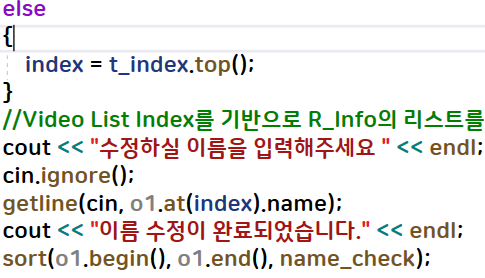 else
{
index = t_index.top();
}
//Video List Index를 기반으로 R_Info의 리스트를
cout << "수정하실 이름을 입력해주세요 " << endl;
cin.ignore();
getline(cin, o1.at(index).name);
cout << "이름 수정이 완료되었습니다." << endl;
sort(o1.begin(), o1.end(), name_check);